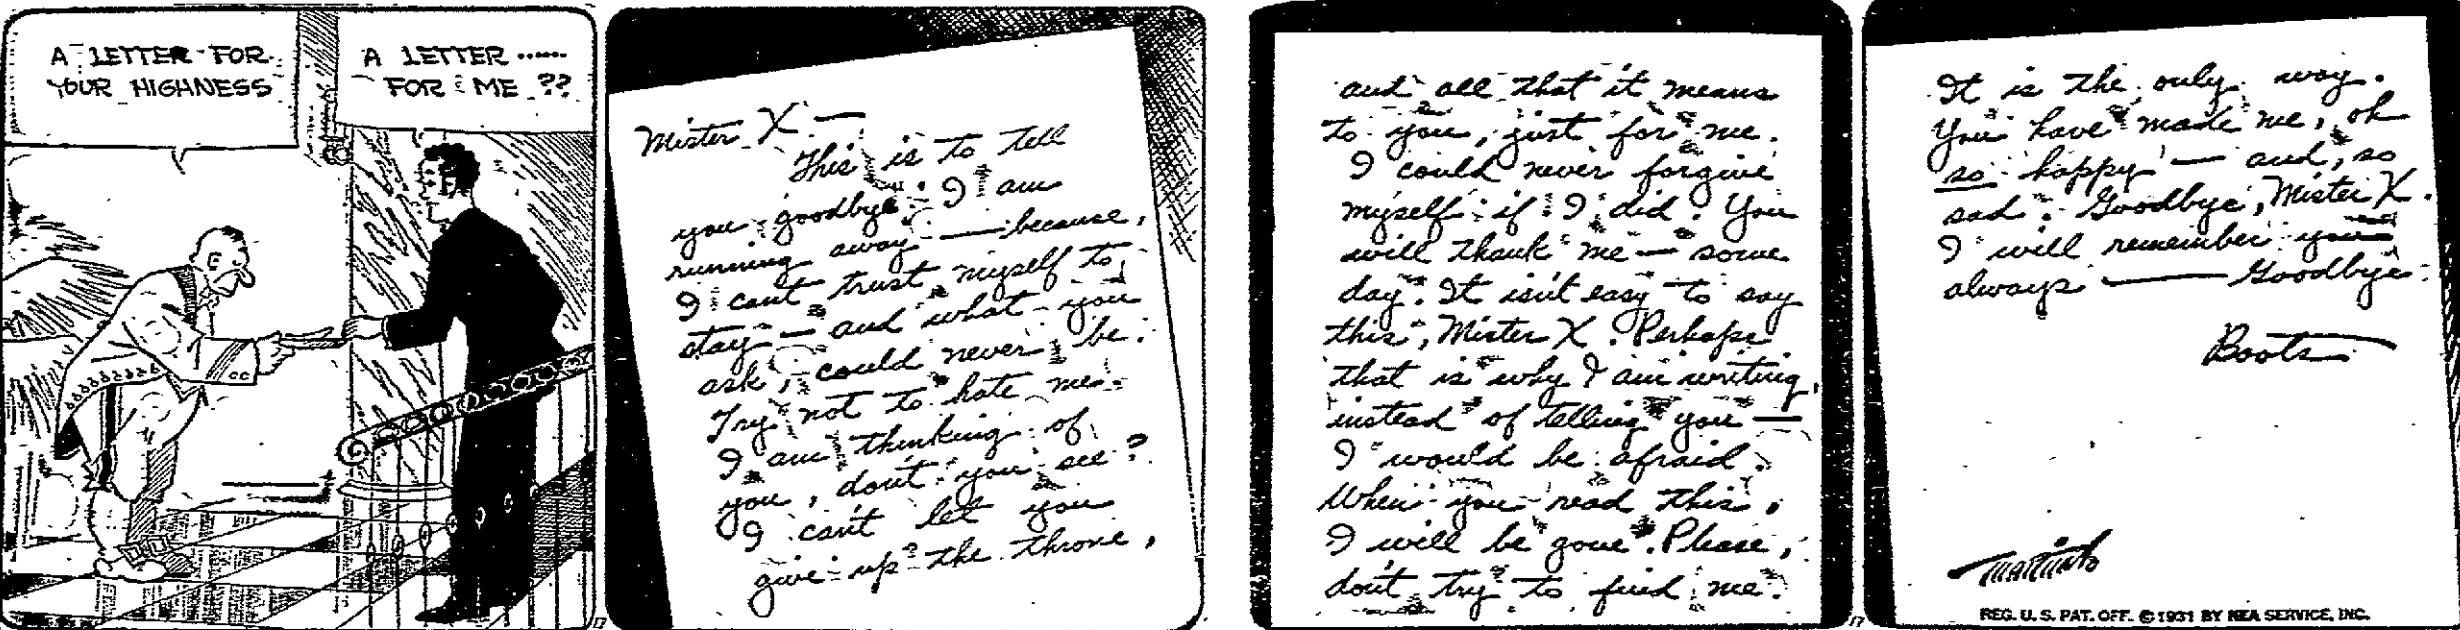 A LETTER FOR
YOUR HIGHNESS
A LETTER ......
FOR ME ??
Mister X —
This is to tell
you goodbye. I am
running away — because,
I can't trust myself to
stay — and what you
ask, could never be.
Try not to hate me.
I am thinking of
you, don't you see?
I can't let you
give up the throne,
and all that it means
to you, just for me.
I could never forgive
myself if I did. You
will thank me — some
day. It isn't easy to say
this, Mister X. Perhaps
that is why I am writing,
instead of telling you —
I would be afraid.
When you read this,
I will be gone. Please,
don't try to find me.
It is the only way.
You have made me, oh
so happy — and, so
sad. Goodbye, Mister X.
I will remember you
always — Goodbye
Boots
MARTIN
REG. U. S. PAT. OFF. © 1931 BY NEA SERVICE, INC.